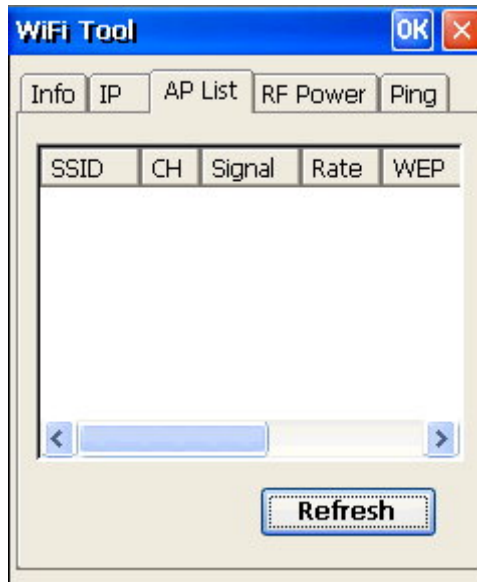 WiFi Tool OK
Info IP AP List RF Power Ping
SSID CH Signal Rate WEP
Refresh